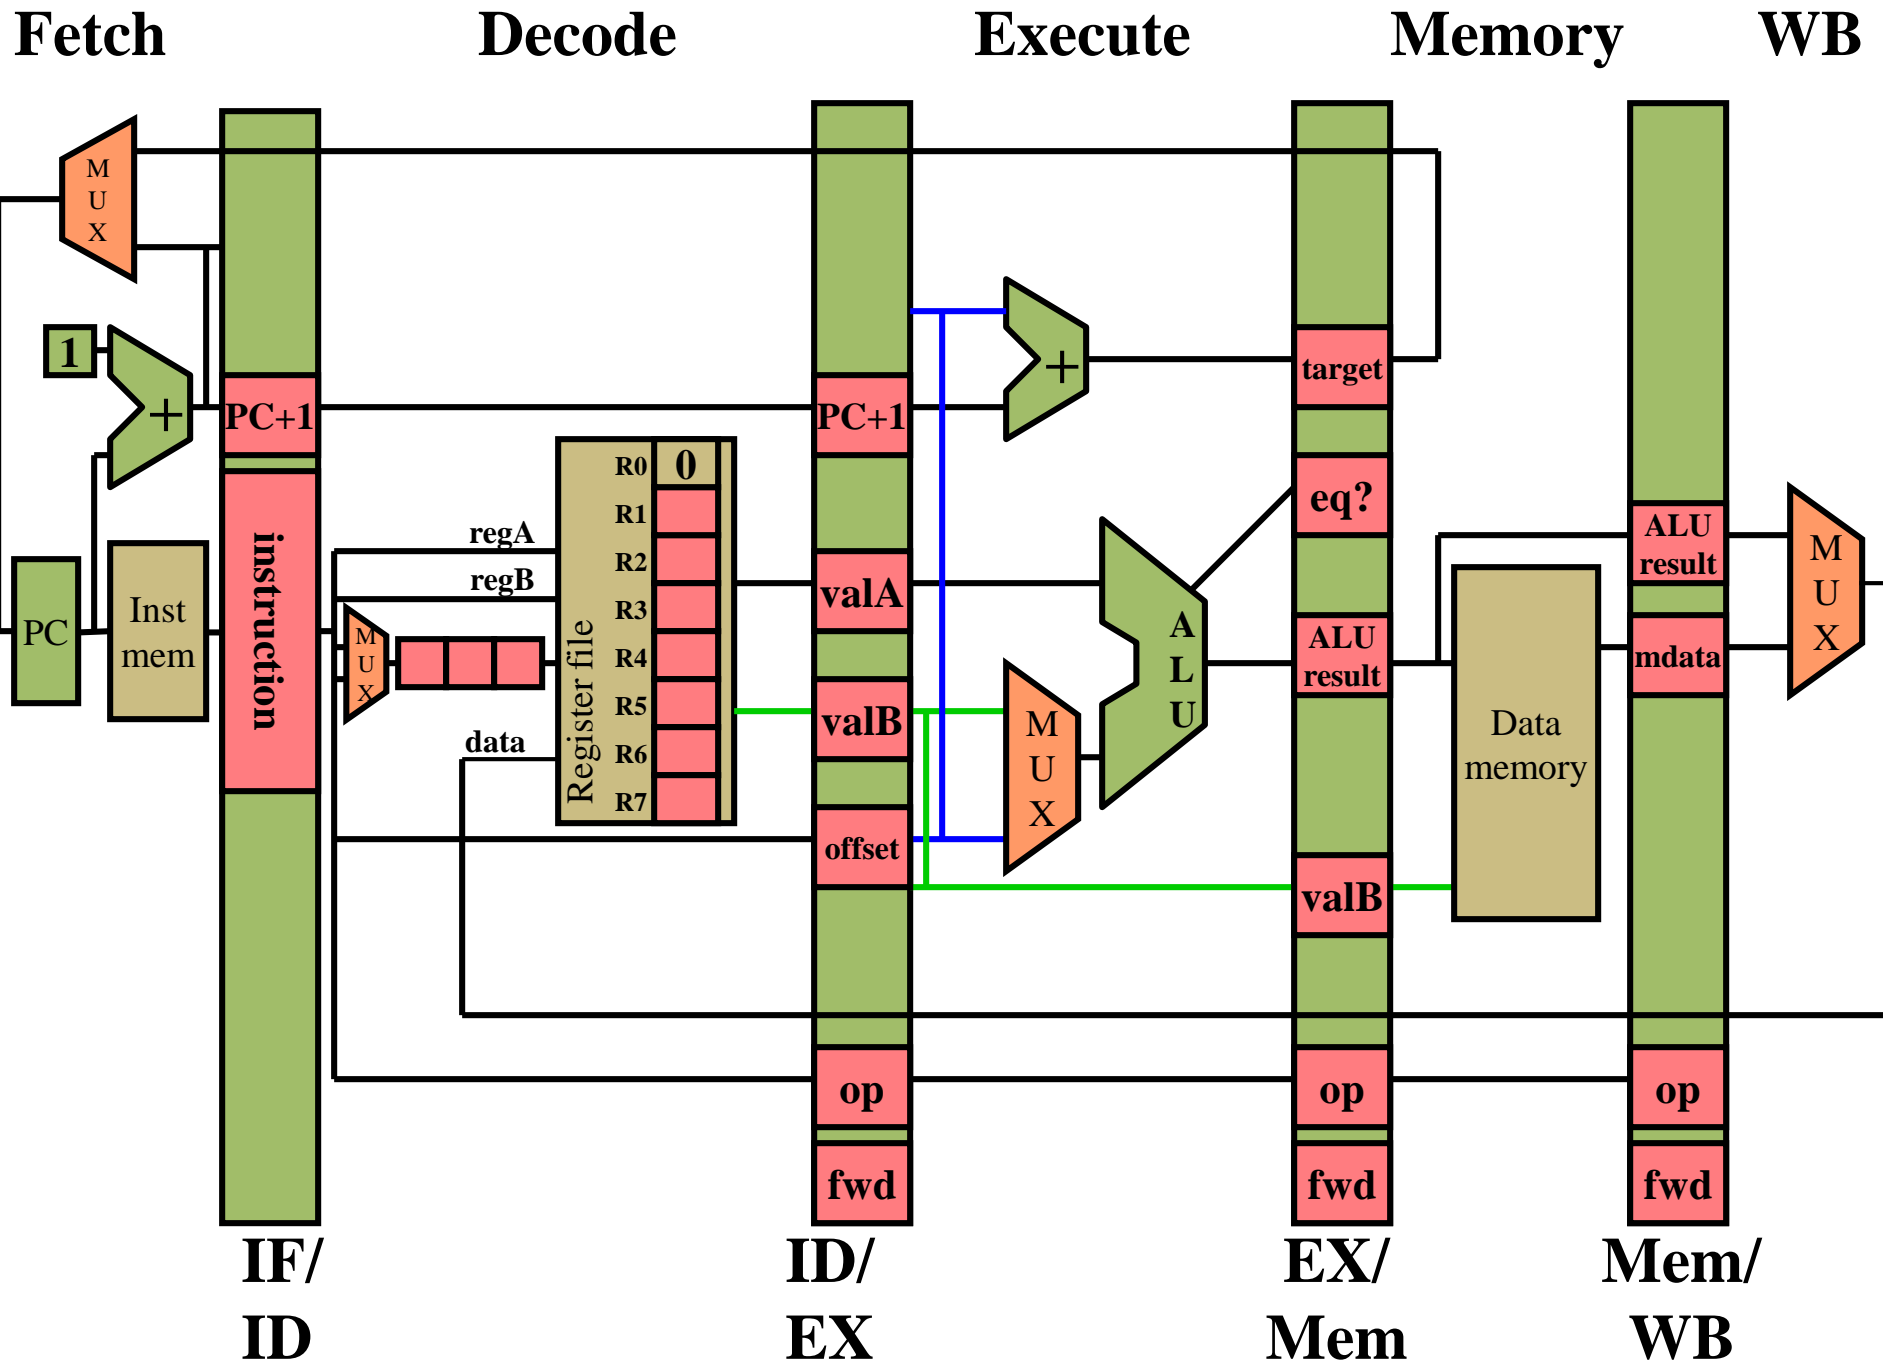 Fetch
Decode
Execute
Memory
WB
M
U
X
1
+
PC+1
PC
Inst
mem
instruction
regA
regB
M
U
X
data
Register file
R0
0
R1
R2
R3
R4
R5
R6
R7
PC+1
valA
valB
offset
op
fwd
+
M
U
X
A
L
U
target
eq?
ALU
result
valB
op
fwd
Data
memory
ALU
result
mdata
op
fwd
M
U
X
IF/
ID
ID/
EX
EX/
Mem
Mem/
WB